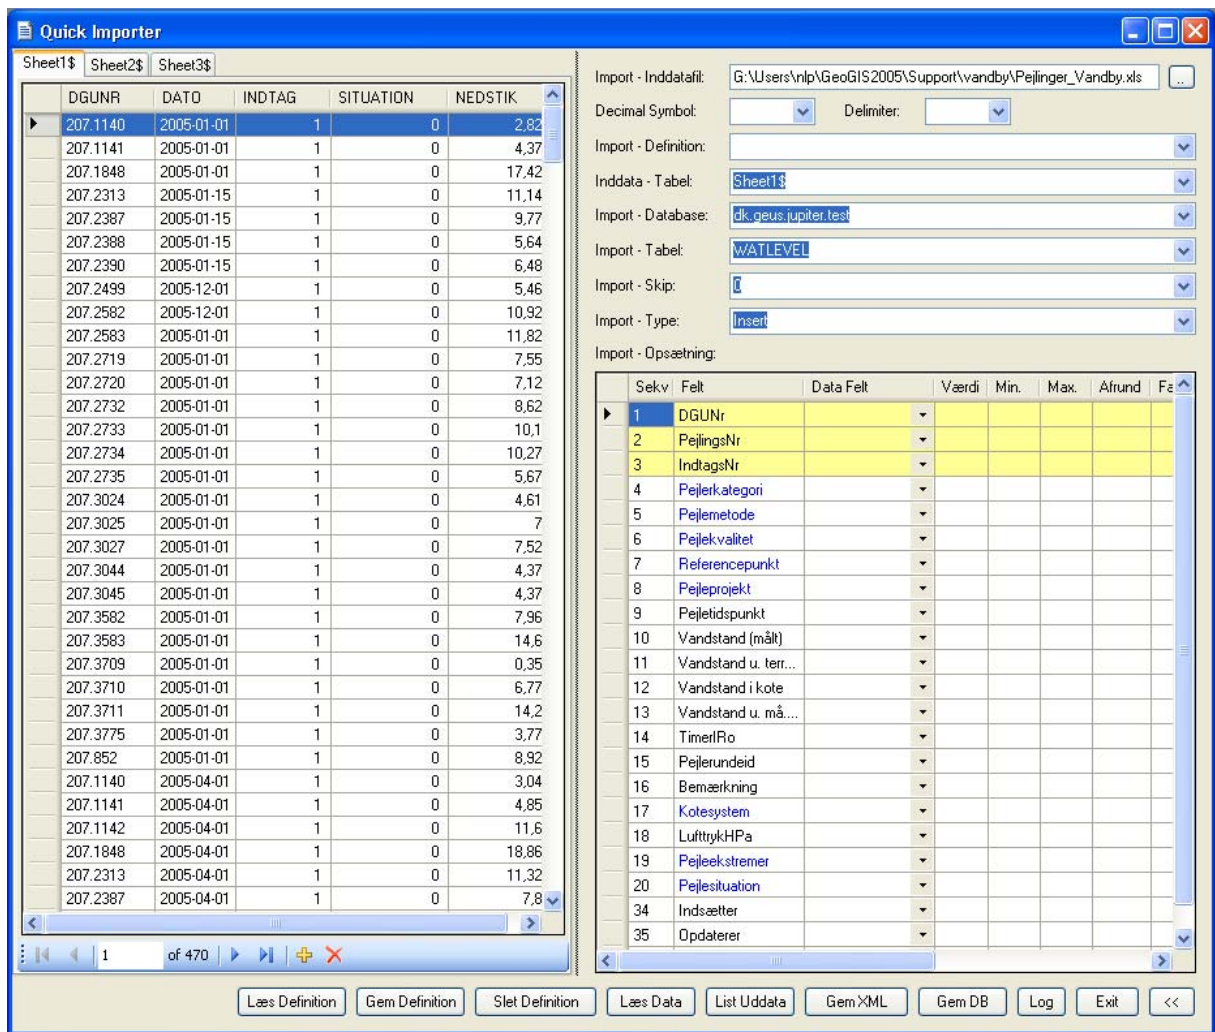 Quick Importer
Sheet1$ Sheet2$ Sheet3$
DGUNR DATO INDTAG SITUATION NEDSTIK
207.1140 2005-01-01 1 0 2,82
207.1141 2005-01-01 1 0 4,37
207.1848 2005-01-01 1 0 17,42
207.2313 2005-01-15 1 0 11,14
207.2387 2005-01-15 1 0 9,77
207.2388 2005-01-15 1 0 5,64
207.2390 2005-01-15 1 0 6,48
207.2499 2005-12-01 1 0 5,46
207.2582 2005-12-01 1 0 10,92
207.2583 2005-01-01 1 0 11,82
207.2719 2005-01-01 1 0 7,55
207.2720 2005-01-01 1 0 7,12
207.2732 2005-01-01 1 0 8,62
207.2733 2005-01-01 1 0 10,1
207.2734 2005-01-01 1 0 10,27
207.2735 2005-01-01 1 0 5,67
207.3024 2005-01-01 1 0 4,61
207.3025 2005-01-01 1 0 7
207.3027 2005-01-01 1 0 7,52
207.3044 2005-01-01 1 0 4,37
207.3045 2005-01-01 1 0 4,37
207.3582 2005-01-01 1 0 7,96
207.3583 2005-01-01 1 0 14,6
207.3709 2005-01-01 1 0 0,35
207.3710 2005-01-01 1 0 6,77
207.3711 2005-01-01 1 0 14,2
207.3775 2005-01-01 1 0 3,77
207.852 2005-01-01 1 0 8,92
207.1140 2005-04-01 1 0 3,04
207.1141 2005-04-01 1 0 4,85
207.1142 2005-04-01 1 0 11,6
207.1848 2005-04-01 1 0 18,86
207.2313 2005-04-01 1 0 11,32
207.2387 2005-04-01 1 0 7,8
1 of 470
Import - Inddatafil: G:\Users\nlp\GeoGIS2005\Support\vandby\Pejlinger_Vandby.xls ..
Decimal Symbol: Delimiter:
Import - Definition:
Inddata - Tabel: Sheet1$
Import - Database: dk.geus.jupiter.test
Import - Tabel: WATLEVEL
Import - Skip: 0
Import - Type: Insert
Import - Opsætning:
Sekv Felt Data Felt Værdi Min. Max. Afrund Fa
1 DGUNr
2 PejlingsNr
3 IndtagsNr
4 Pejlerkategori
5 Pejlemetode
6 Pejlekvalitet
7 Referencepunkt
8 Pejleprojekt
9 Pejletidspunkt
10 Vandstand (målt)
11 Vandstand u. terr...
12 Vandstand i kote
13 Vandstand u. må....
14 TimerIRo
15 Pejlerundeid
16 Bemærkning
17 Kotesystem
18 LufttrykHPa
19 Pejleekstremer
20 Pejlesituation
34 Indsætter
35 Opdaterer
Læs Definition Gem Definition Slet Definition Læs Data List Uddata Gem XML Gem DB Log Exit <<